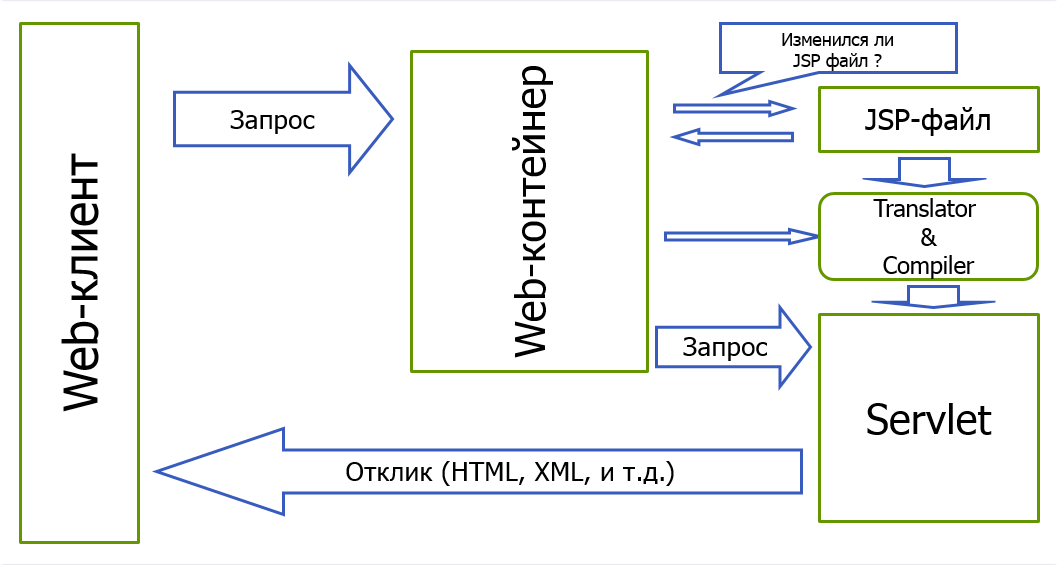 Web-клиент
Запрос
Web-контейнер
Изменился ли
JSP файл ?
JSP-файл
Translator
&
Compiler
Запрос
Servlet
Отклик (HTML, XML, и т.д.)